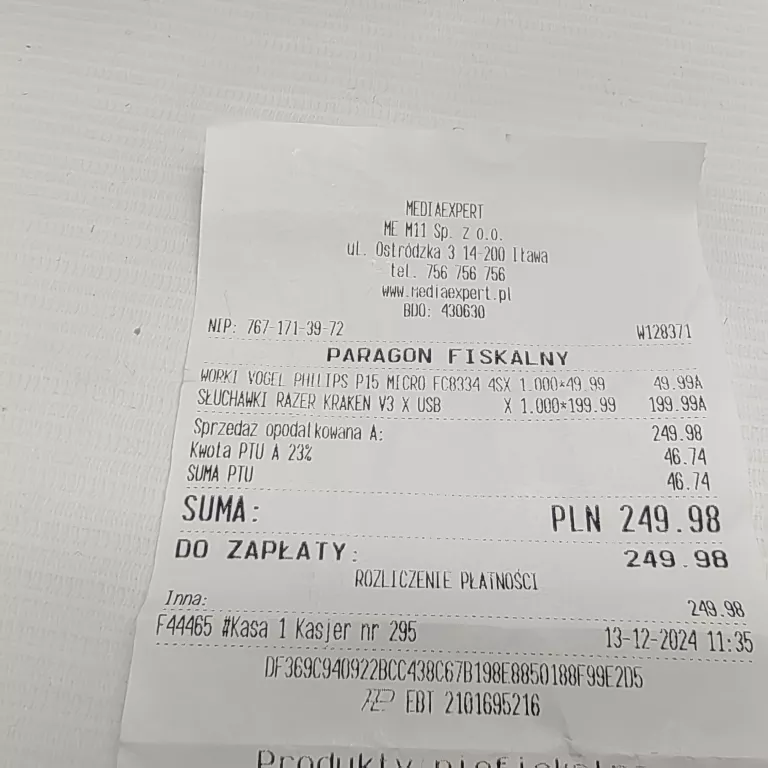 MEDIAEXPERT
ME M11 Sp. z o.o.
ul. Ostródzka 3 14-200 Iława
tel. 756 756 756
www.mediaexpert.pl
BDO: 430630
NIP: 767-171-39-72 W128371
PARAGON FISKALNY
WORKI VOGEL PHILIPS P15 MICRO FC8334 4SX 1.000*49.99 49.99A
SŁUCHAWKI RAZER KRAKEN V3 X USB X 1.000*199.99 199.99A
Sprzedaż opodatkowana A: 249.98
Kwota PTU A 23% 46.74
SUMA PTU 46.74
SUMA: PLN 249.98
DO ZAPŁATY: 249.98
ROZLICZENIE PŁATNOŚCI
Inna: 249.98
F44465 #Kasa 1 Kasjer nr 295 13-12-2024 11:35
DF369C940922BCC438C67B198E8850188F99E2D5
EBT 2101695216
Produkty